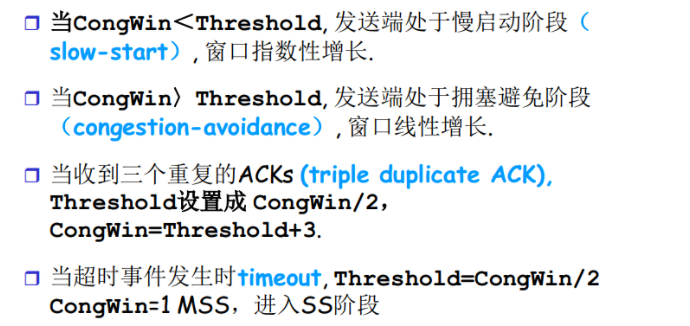 当CongWin＜Threshold, 发送端处于慢启动阶段（
slow-start）, 窗口指数性增长.
当CongWin〉Threshold, 发送端处于拥塞避免阶段
（congestion-avoidance）, 窗口线性增长.
当收到三个重复的ACKs (triple duplicate ACK),
Threshold设置成 CongWin/2,
CongWin=Threshold+3.
当超时事件发生时timeout, Threshold=CongWin/2
CongWin=1 MSS，进入SS阶段